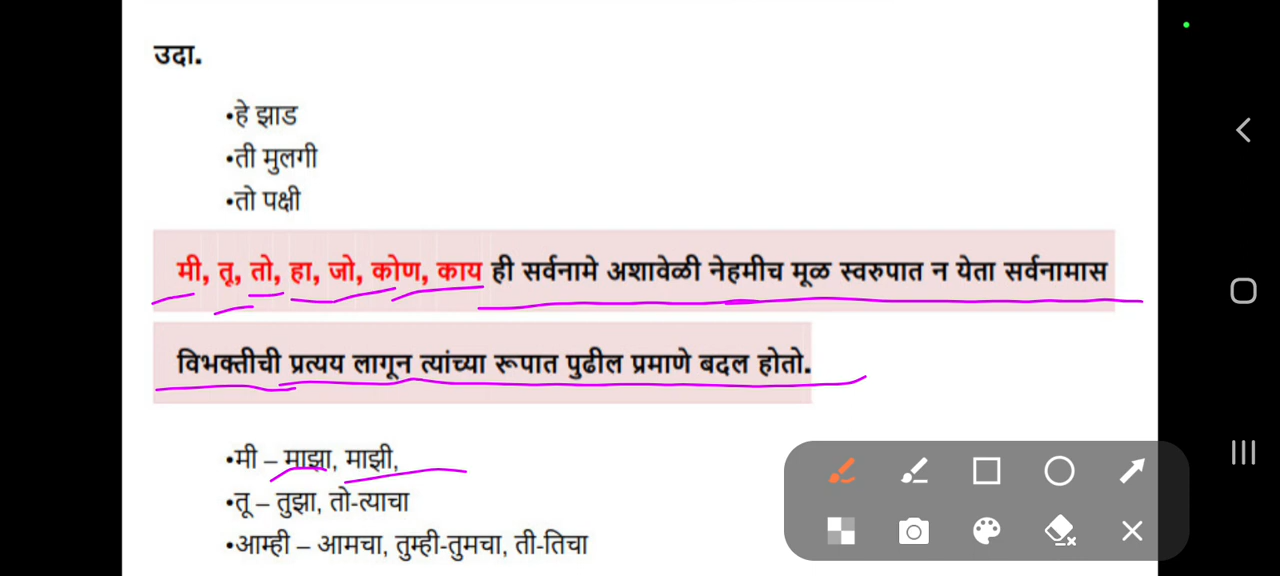 उदा.
•हे झाड
•ती मुलगी
•तो पक्षी
मी, तू, तो, हा, जो, कोण, काय ही सर्वनामे अशावेळी नेहमीच मूळ स्वरुपात न येता सर्वनामास
विभक्तीची प्रत्यय लागून त्यांच्या रूपात पुढील प्रमाणे बदल होतो.
•मी – माझा, माझी,
•तू – तुझा, तो-त्याचा
•आम्ही – आमचा, तुम्ही-तुमचा, ती-तिचा